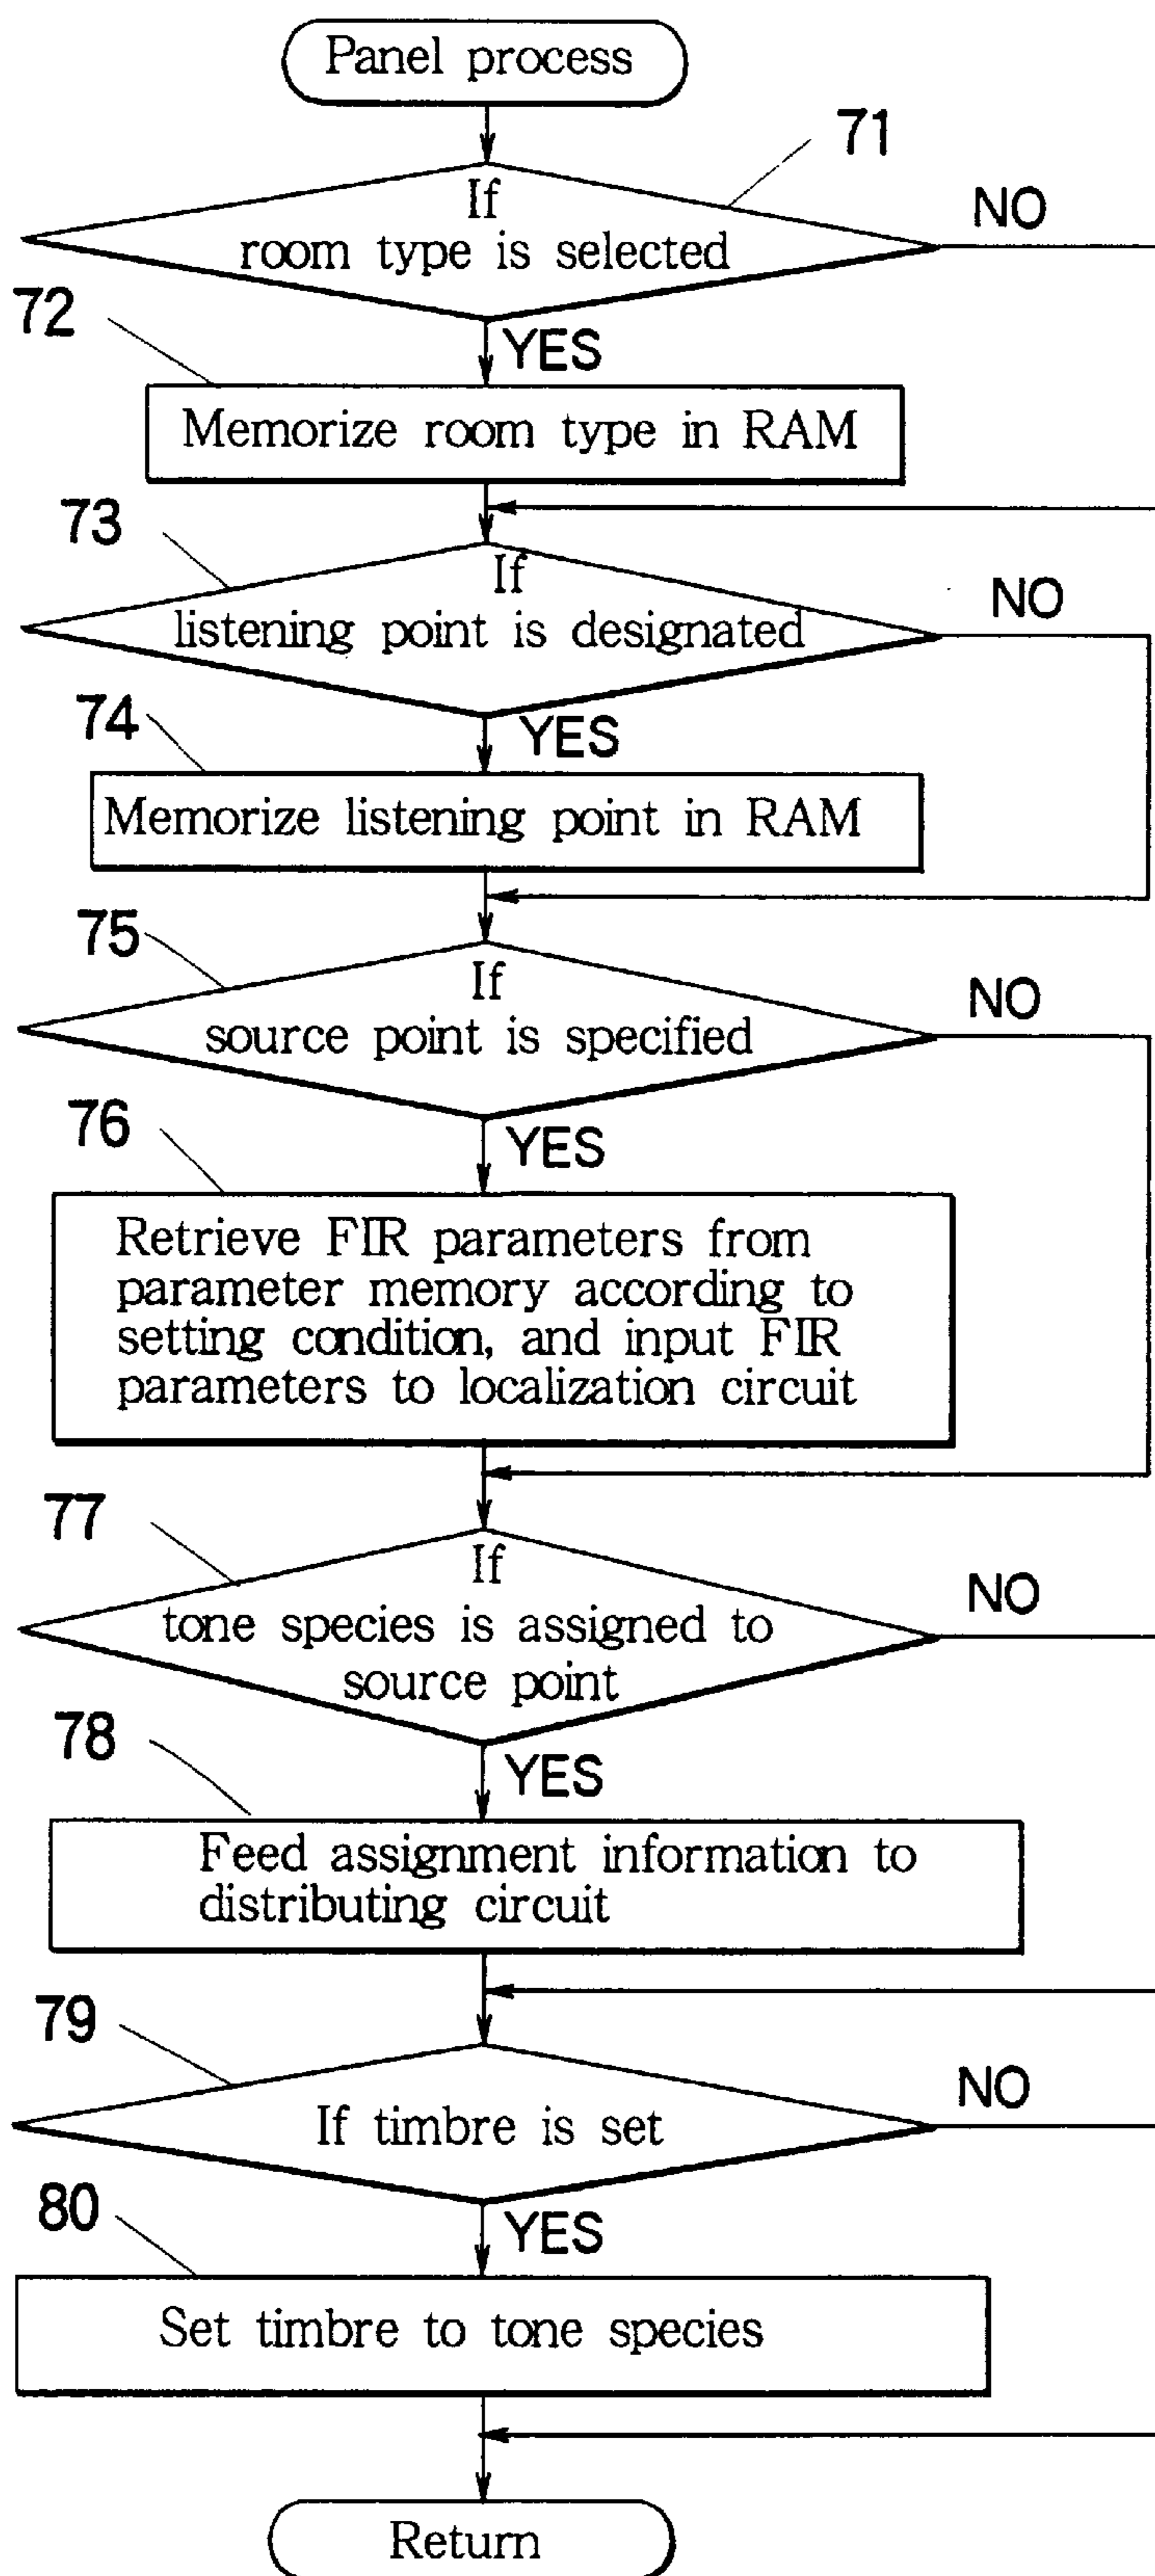 Panel process
71
If
room type is selected
NO
72
YES
Memorize room type in RAM
73
If
listening point is designated
NO
74
YES
Memorize listening point in RAM
75
If
source point is specified
NO
76
YES
Retrieve FIR parameters from
parameter memory according to
setting condition, and input FIR
parameters to localization circuit
77
If
tone species is assigned to
source point
NO
78
YES
Feed assignment information to
distributing circuit
79
If timbre is set
NO
80
YES
Set timbre to tone species
Return